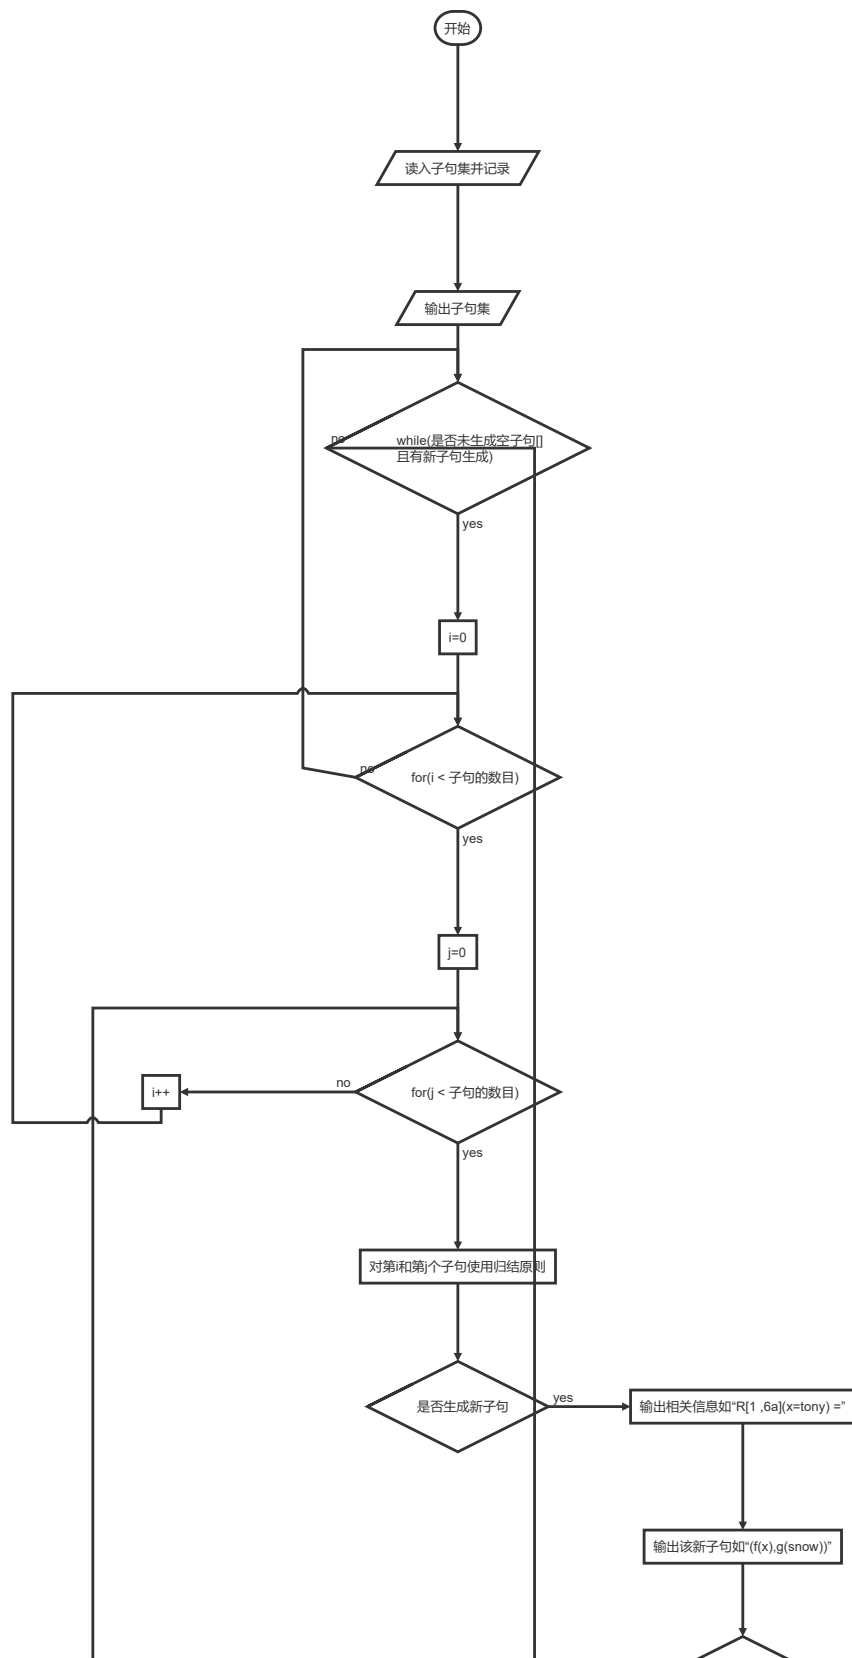 开始
读入子句集并记录
输出子句集
no
while(是否未生成空子句[]
且有新子句生成)
yes
i=0
no
for(i < 子句的数目)
yes
j=0
no
i++
for(j < 子句的数目)
yes
对第i和第j个子句使用归结原则
是否生成新子句
yes
输出相关信息如“R[1 ,6a](x=tony) =”
输出该新子句如“(f(x),g(snow))”